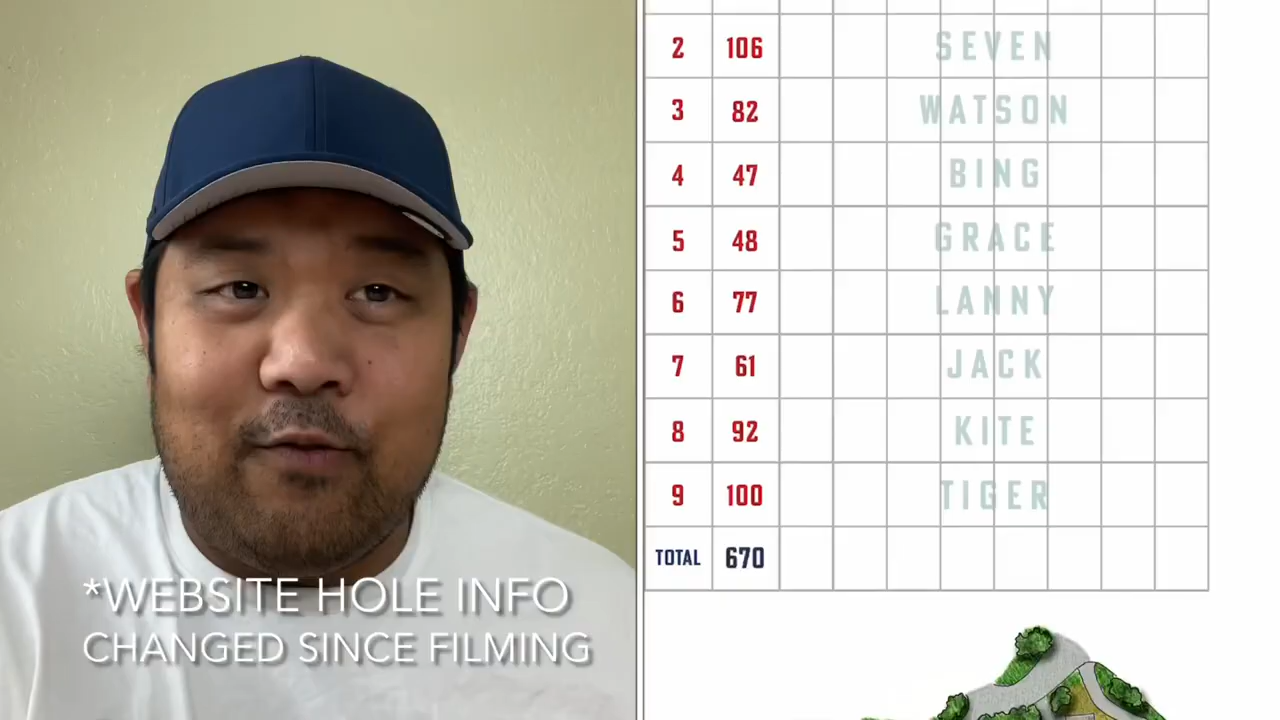 2 106 SEVEN
3 82 WATSON
4 47 BING
5 48 GRACE
6 77 LANNY
7 61 JACK
8 92 KITE
9 100 TIGER
TOTAL 670
*WEBSITE HOLE INFO
CHANGED SINCE FILMING